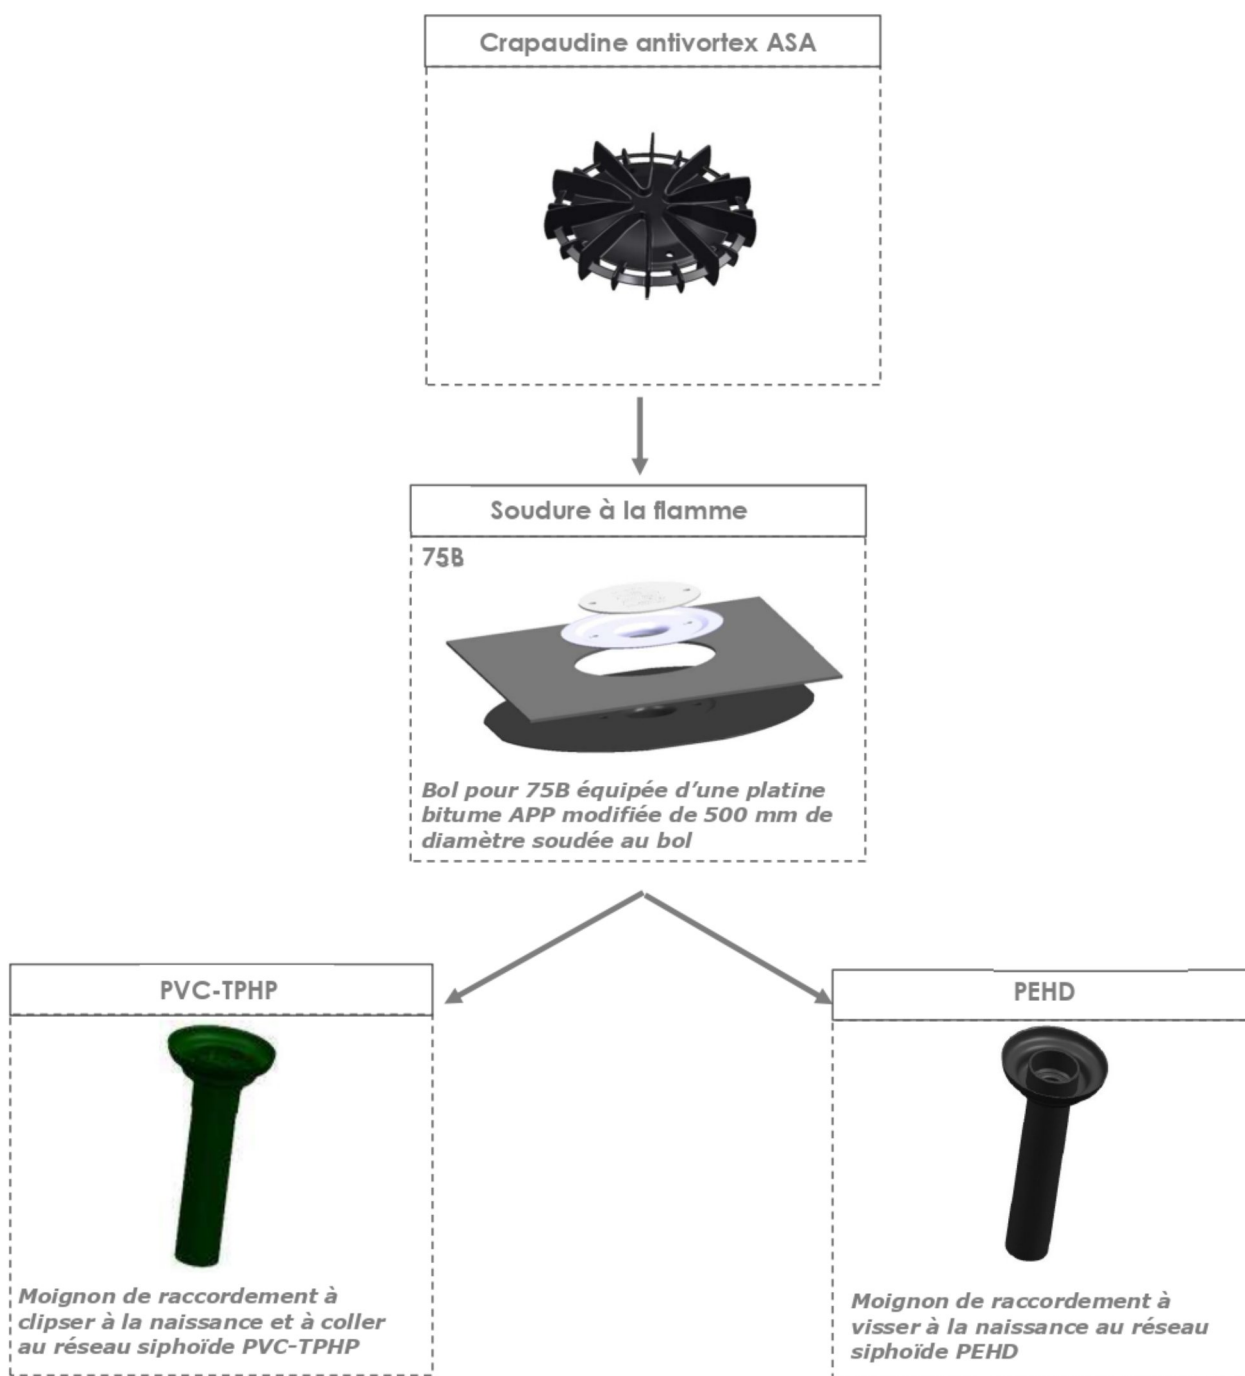 Crapaudine antivortex ASA
Soudure à la flamme
75B
Bol pour 75B équipée d’une platine
bitume APP modifiée de 500 mm de
diamètre soudée au bol
PVC-TPHP
PEHD
Moignon de raccordement à
clipser à la naissance et à coller
au réseau siphoïde PVC-TPHP
Moignon de raccordement à
visser à la naissance au réseau
siphoïde PEHD